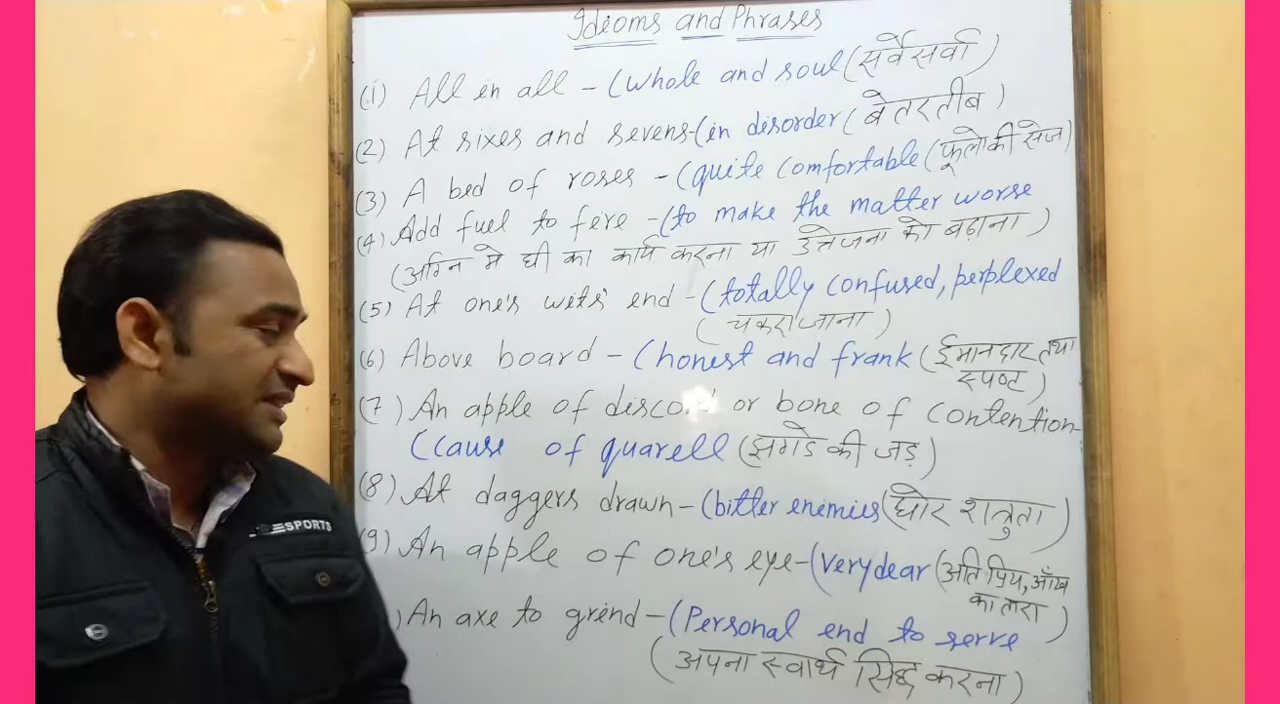 Idioms and Phrases
(1) All in all - (whole and soul (सर्वेसर्वा)
(2) At sixes and sevens-(in disorder (बेतरतीब)
(3) A bed of roses - (quite comfortable (फूलो की सेज)
(4) Add fuel to fire - (to make the matter worse
(अग्नि मे घी का कार्य करना या उत्तेजना को बढ़ाना)
(5) At one's wits' end - (totally confused, perplexed
(चकरा जाना)
(6) Above board - (honest and frank (ईमानदार तथा
स्पष्ट)
(7) An apple of discord or bone of contention-
(cause of quarell (झगडे की जड़)
(8) At daggers drawn - (bitter enemies (घोर शत्रुता)
(9) An apple of one's eye - (very dear (अति प्रिय, आँख
का तारा)
) An axe to grind - (Personal end to serve
(अपना स्वार्थ सिद्ध करना)
SPORTS